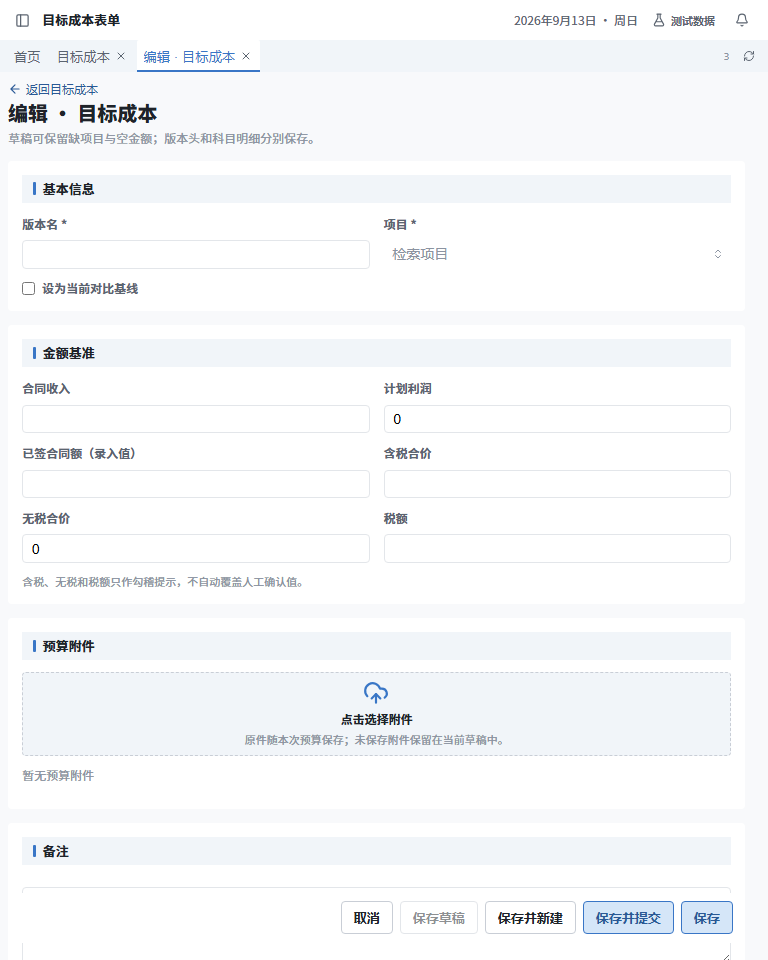 目标成本表单
2026年9月13日 • 周日
测试数据
首页
目标成本
编辑 · 目标成本
3
返回目标成本
编辑 • 目标成本
草稿可保留缺项目与空金额；版本头和科目明细分别保存。
基本信息
版本名 *
项目 *
检索项目
设为当前对比基线
金额基准
合同收入
计划利润
0
已签合同额（录入值）
含税合价
无税合价
税额
0
含税、无税和税额只作勾稽提示，不自动覆盖人工确认值。
预算附件
点击选择附件
原件随本次预算保存；未保存附件保留在当前草稿中。
暂无预算附件
备注
取消
保存草稿
保存并新建
保存并提交
保存